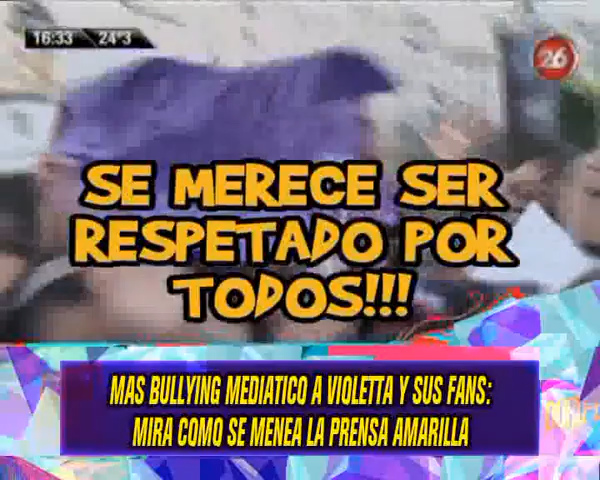 16:33 24°3
26
SE MERECE SER
RESPETADO POR
TODOS!!!
MAS BULLYING MEDIATICO A VIOLETTA Y SUS FANS:
MIRA COMO SE MENEA LA PRENSA AMARILLA